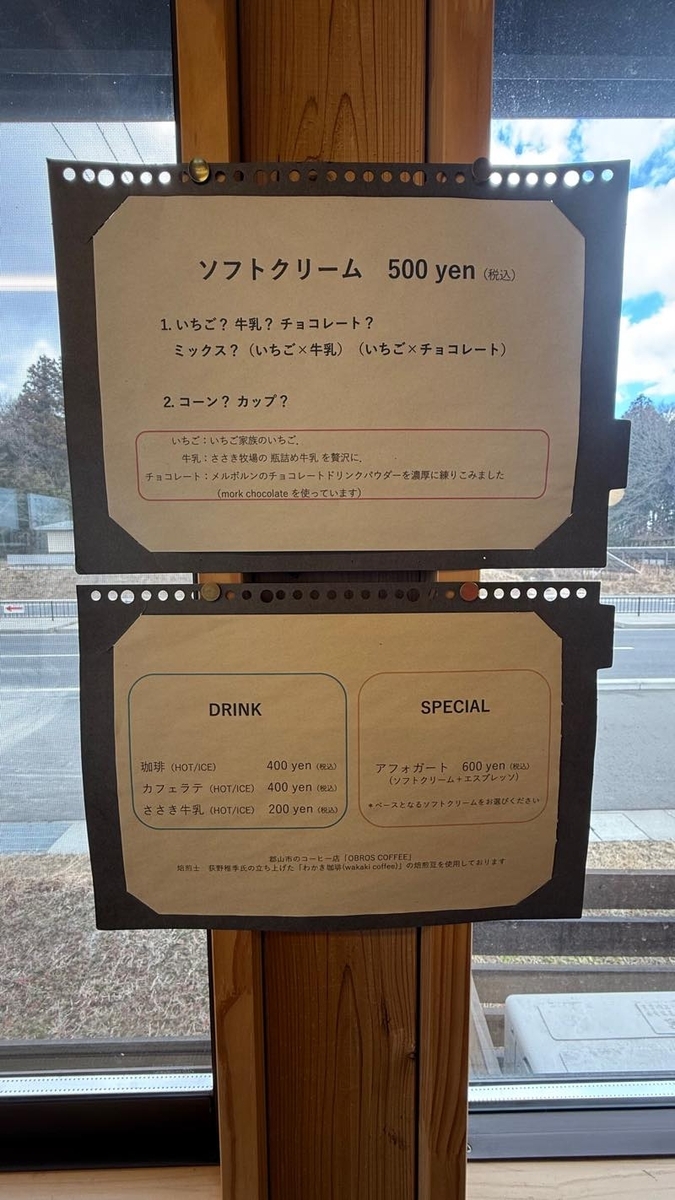 ソフトクリーム 500 yen（税込）
1. いちご？ 牛乳？ チョコレート？
ミックス？（いちご×牛乳）（いちご×チョコレート）
2. コーン？ カップ？
いちご：いちご家族のいちご.
牛乳：ささき牧場の 瓶詰め牛乳 を贅沢に.
チョコレート：メルボルンのチョコレートドリンクパウダーを濃厚に練りこみました
（mork chocolate を使っています）
DRINK
珈琲（HOT/ICE） 400 yen（税込）
カフェラテ（HOT/ICE） 400 yen（税込）
ささき牛乳（HOT/ICE） 200 yen（税込）
SPECIAL
アフォガート 600 yen（税込）
（ソフトクリーム＋エスプレッソ）
＊ベースとなるソフトクリームをお選びください
郡山市のコーヒー店「OBROS COFFEE」
焙煎士 荻野稚季氏の立ち上げた「わかき珈琲(wakaki coffee)」の焙煎豆を使用しております